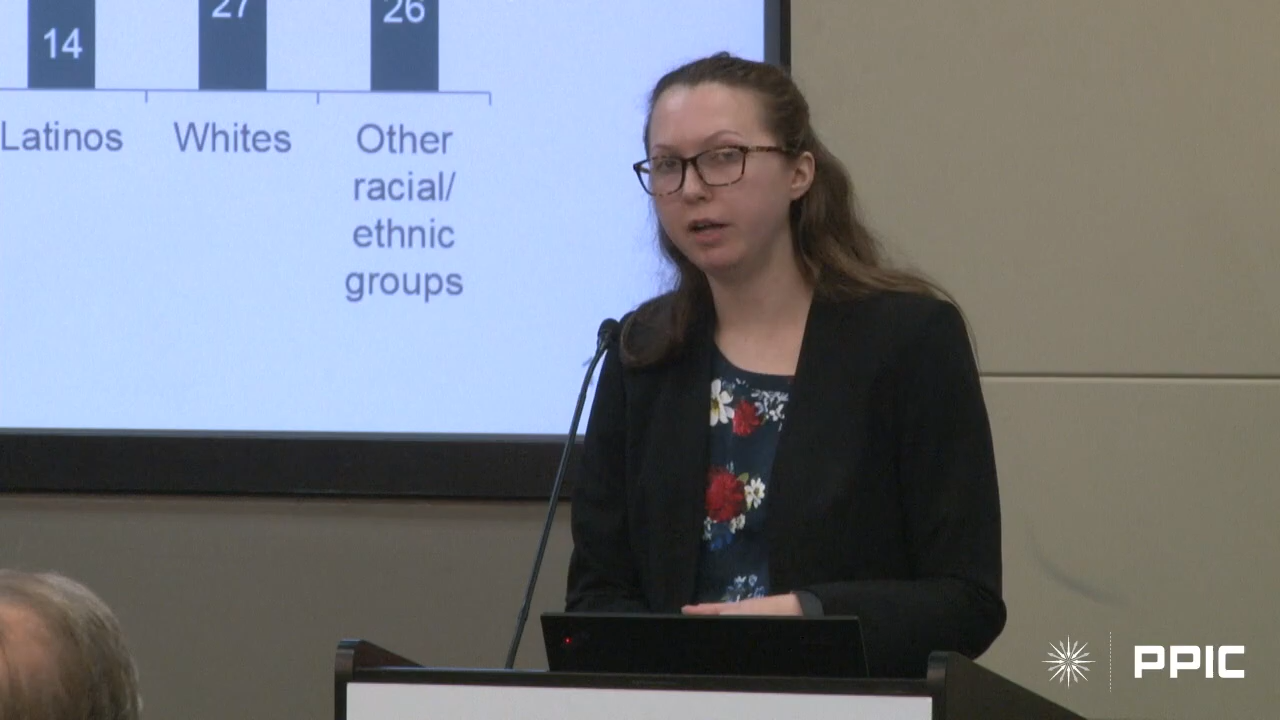 14
27
26
Latinos
Whites
Other
racial/
ethnic
groups
PPIC